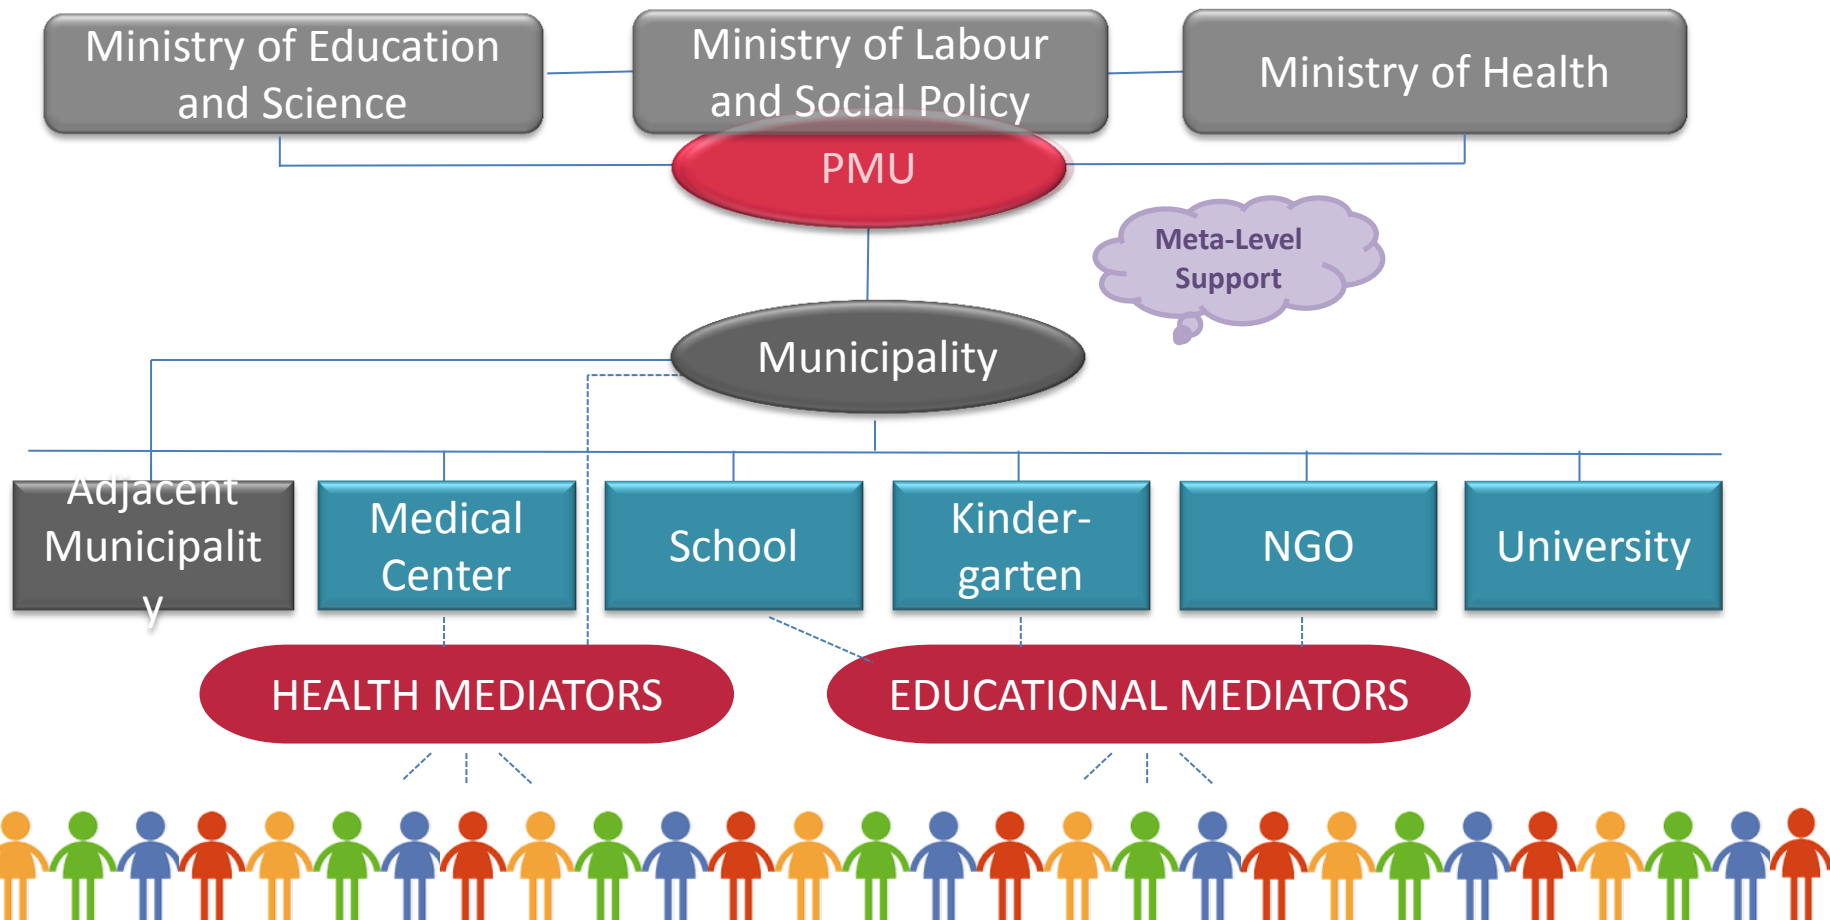 Ministry of Education
and Science
Ministry of Labour
and Social Policy
Ministry of Health
PMU
Meta-Level
Support
Municipality
Adjacent
Municipalit
y
Medical
Center
School
Kinder-
garten
NGO
University
HEALTH MEDIATORS
EDUCATIONAL MEDIATORS